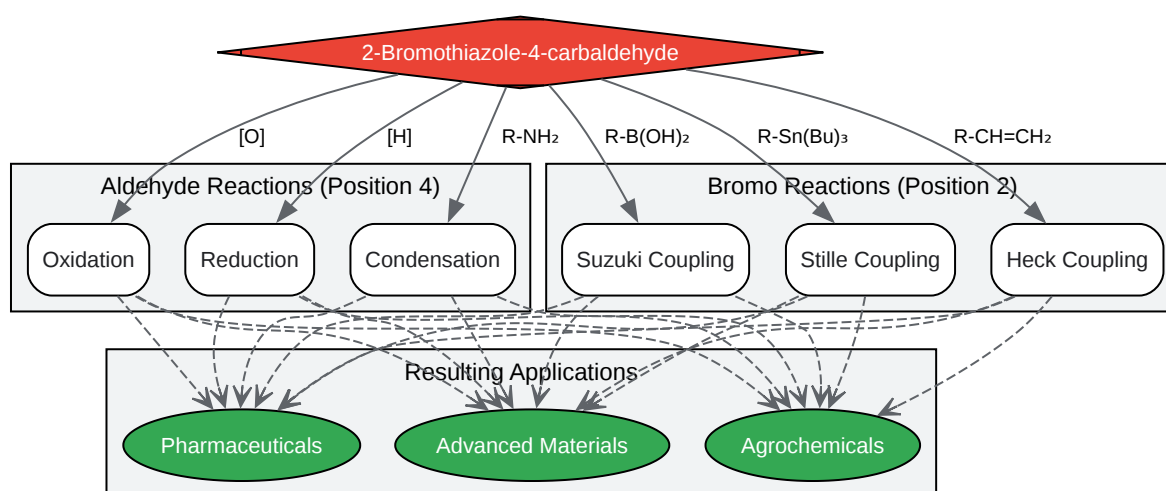 2-Bromothiazole-4-carbaldehyde
[O]
[H]
R-NH₂
R-B(OH)₂
R-Sn(Bu)₃
R-CH=CH₂
Aldehyde Reactions (Position 4)
Bromo Reactions (Position 2)
Oxidation
Reduction
Condensation
Suzuki Coupling
Stille Coupling
Heck Coupling
Resulting Applications
Pharmaceuticals
Advanced Materials
Agrochemicals